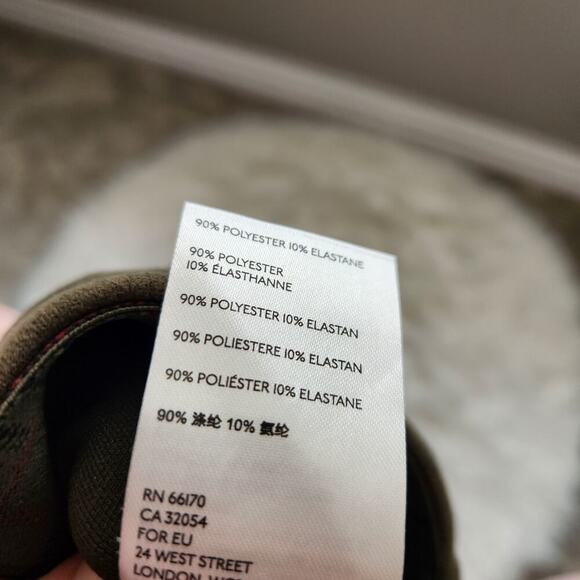 90% POLYESTER 10% ELASTANE
90% POLYESTER
10% ÉLASTHANNE
90% POLYESTER 10% ELASTAN
90% POLIESTERE 10% ELASTAN
90% POLIÉSTER 10% ELASTANE
90% 涤纶 10% 氨纶
RN 66170
CA 32054
FOR EU
24 WEST STREET
LONDON,